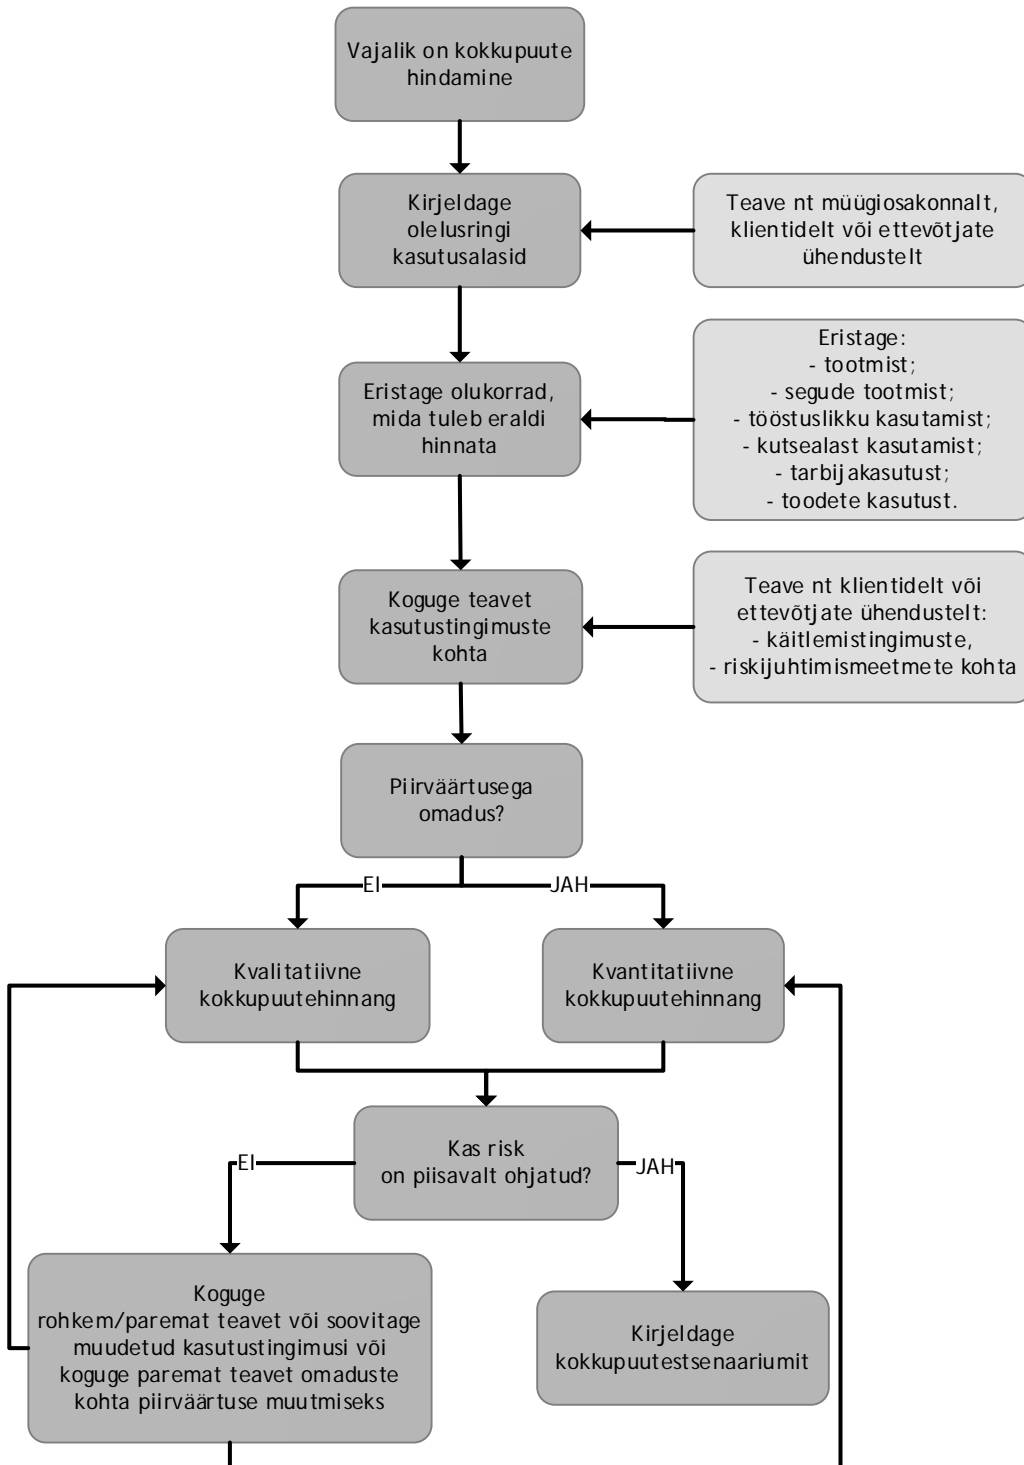 Vajalik on kokkupuute
hindamine
Kirjeldage
olelusringi
kasutusalasid
Teave nt müügiosakonnalt,
klientidelt või ettevõtjate
ühendustelt
Eristage olukorrad,
mida tuleb eraldi
hinnata
Eristage:
- tootmist;
- segude tootmist;
- tööstuslikku kasutamist;
- kutsealast kasutamist;
- tarbijakasutust;
- toodete kasutust.
Koguge teavet
kasutustingimuste
kohta
Teave nt klientidelt või
ettevõtjate ühendustelt:
- käitlemistingimuste,
- riskijuhtimismeetmete kohta
Piirväärtusega
omadus?
EI
JAH
Kvalitatiivne
kokkupuutehinnang
Kvantitatiivne
kokkupuutehinnang
Kas risk
on piisavalt ohjatud?
EI
JAH
Koguge
rohkem/paremat teavet või soovitage
muudetud kasutustingimusi või
koguge paremat teavet omaduste
kohta piirväärtuse muutmiseks
Kirjeldage
kokkupuutestsenaariumit